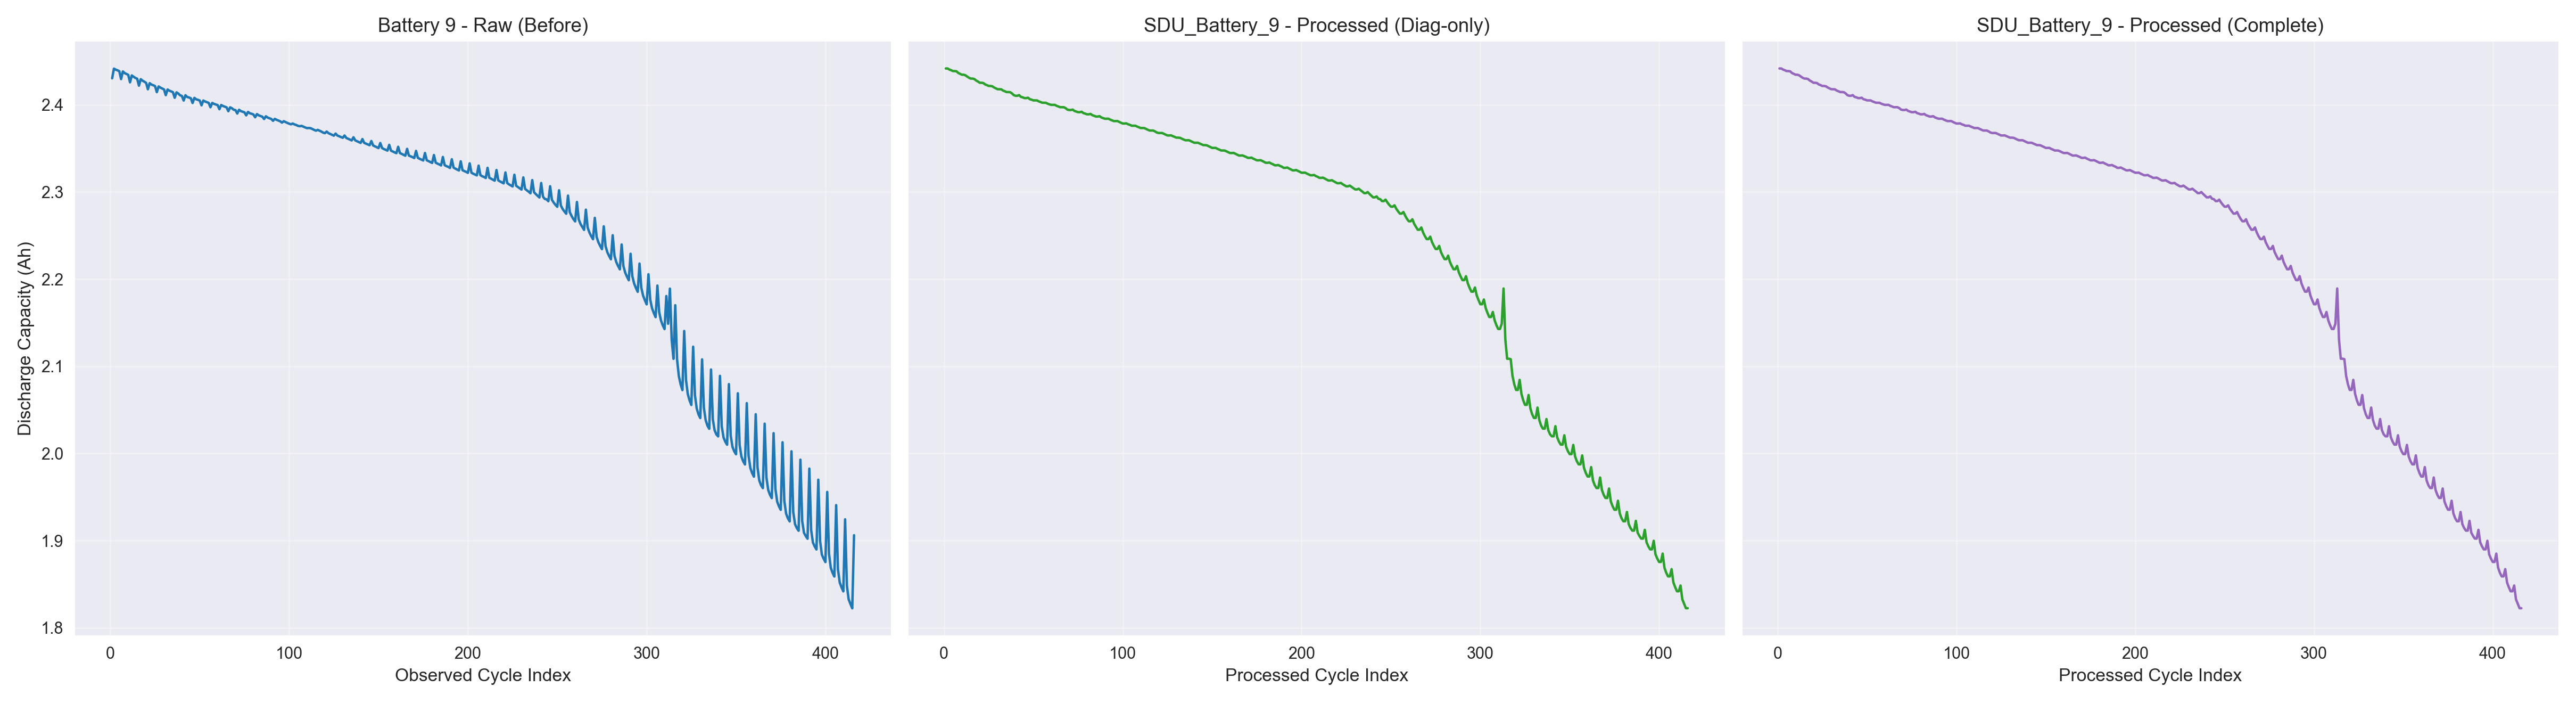 Battery 9 - Raw (Before)
SDU_Battery_9 - Processed (Diag-only)
SDU_Battery_9 - Processed (Complete)
Discharge Capacity (Ah)
2.4
2.3
2.2
2.1
2.0
1.9
1.8
0 100 200 300 400
0 100 200 300 400
0 100 200 300 400
Observed Cycle Index
Processed Cycle Index
Processed Cycle Index